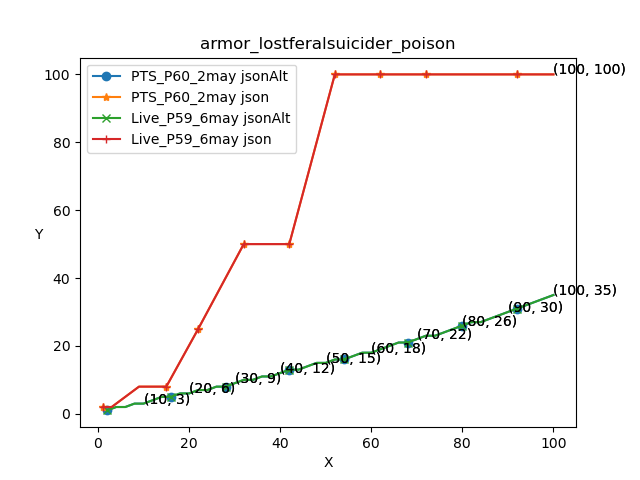 armor_lostferalsuicider_poison
PTS_P60_2may jsonAlt
PTS_P60_2may json
Live_P59_6may jsonAlt
Live_P59_6may json
(100, 100)
(100, 35)
(90, 30)
(80, 26)
(70, 22)
(60, 18)
(50, 15)
(40, 12)
(30, 9)
(20, 6)
(10, 3)
Y
100
80
60
40
20
0
0 20 40 60 80 100
X